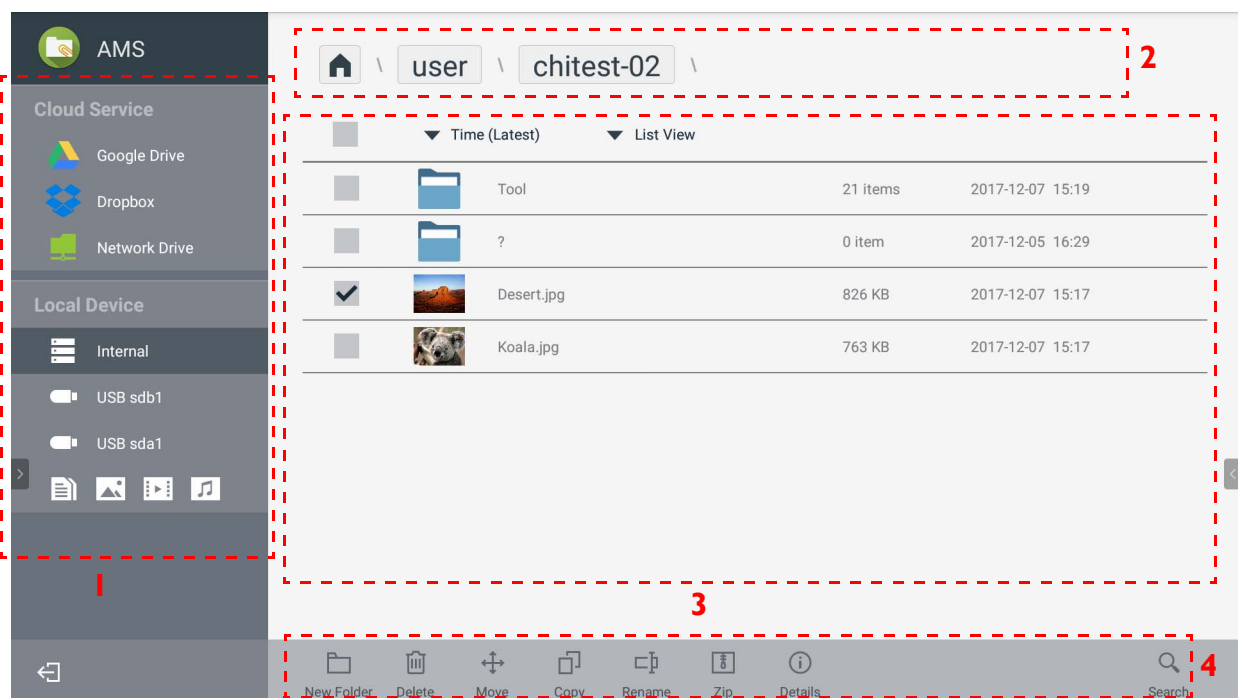 AMS
Cloud Service
Google Drive
Dropbox
Network Drive
Local Device
Internal
USB sdb1
USB sda1
1
\ user \ chitest-02 \
2
Time (Latest) List View
Tool 21 items 2017-12-07 15:19
? 0 item 2017-12-05 16:29
Desert.jpg 826 KB 2017-12-07 15:17
Koala.jpg 763 KB 2017-12-07 15:17
3
New Folder Delete Move Copy Rename Zip Details Search
4